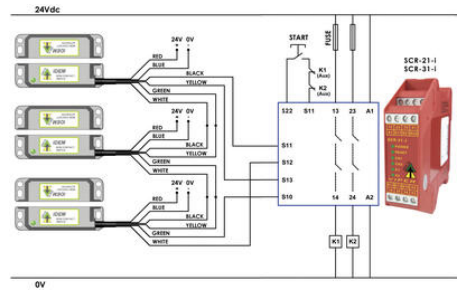 24Vdc
24V 0V
RED
BLUE
BLACK
YELLOW
GREEN
WHITE
24V 0V
RED
BLUE
BLACK
YELLOW
GREEN
WHITE
24V 0V
RED
BLUE
BLACK
YELLOW
GREEN
WHITE
START
FUSE
K1
(Aux)
K2
(Aux)
S22 S11 13 23 A1
S11
S12
S13
S10
14 24 A2
K1 K2
SCR-21-i
SCR-31-i
0V